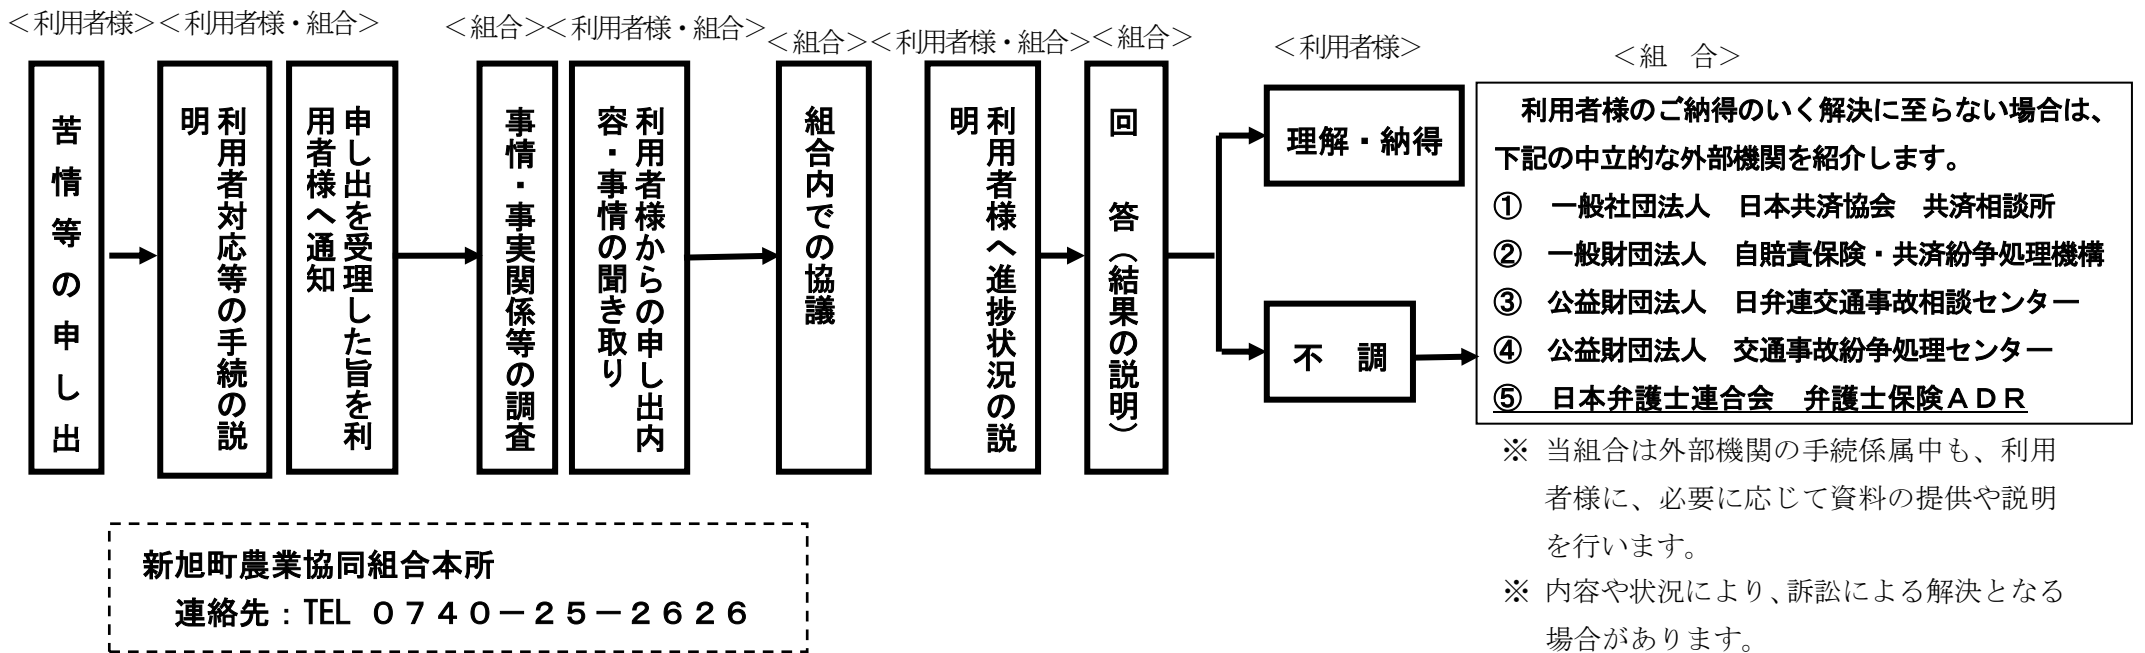 ＜利用者様＞
＜利用者様・組合＞
＜組合＞
＜利用者様・組合＞
＜組合＞
＜利用者様・組合＞
＜組合＞
＜利用者様＞
＜組　合＞
苦情等の申し出
利用者対応等の手続の説
明
申し出を受理した旨を利
用者様へ通知
事情・事実関係等の調査
利用者様からの申し出内
容・事情の聞き取り
組合内での協議
利用者様へ進捗状況の説
明
回　答（結果の説明）
理解・納得
不　調
利用者様のご納得のいく解決に至らない場合は、
下記の中立的な外部機関を紹介します。
①　一般社団法人　日本共済協会　共済相談所
②　一般財団法人　自賠責保険・共済紛争処理機構
③　公益財団法人　日弁連交通事故相談センター
④　公益財団法人　交通事故紛争処理センター
⑤　日本弁護士連合会　弁護士保険ＡＤＲ
※ 当組合は外部機関の手続係属中も、利用
者様に、必要に応じて資料の提供や説明
を行います。
※ 内容や状況により、訴訟による解決となる
場合があります。
新旭町農業協同組合本所
連絡先：TEL ０７４０－２５－２６２６